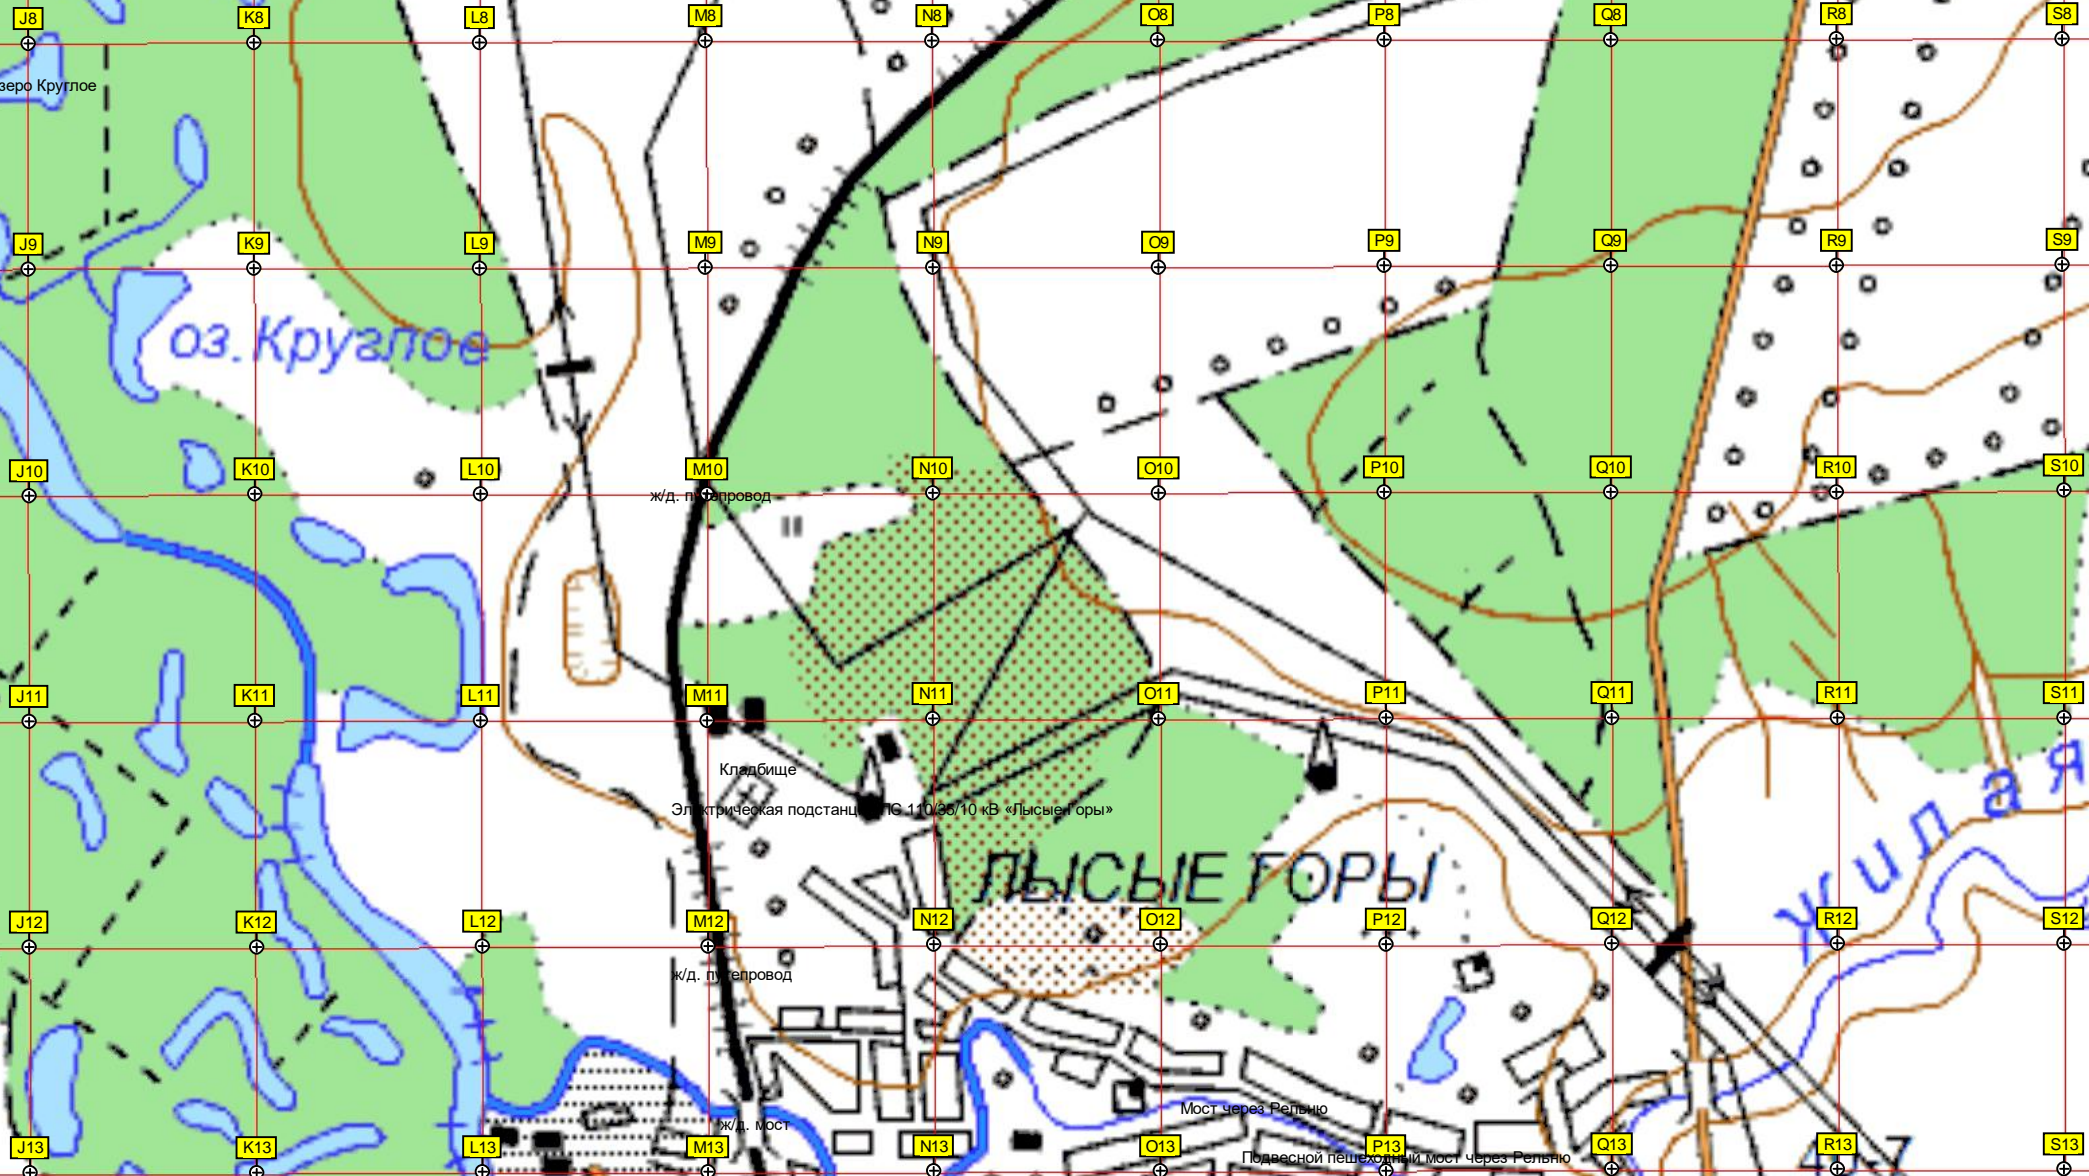 J8 K8 L8 M8 N8 O8 P8 Q8 R8 S8
зеро Круглое
J9 K9 L9 M9 N9 O9 P9 Q9 R9 S9
оз. Круглое
J10 K10 L10 M10 N10 O10 P10 Q10 R10 S10
ж/д. путепровод
J11 K11 L11 M11 N11 O11 P11 Q11 R11 S11
Жилая
Кладбище
Электрическая подстанция ПС 110/35/10 кВ «Лысые Горы»
ЛЫСЫЕ ГОРЫ
J12 K12 L12 M12 N12 O12 P12 Q12 R12 S12
ж/д. путепровод
Мост через Рельню
ж/д. мост
J13 K13 L13 M13 N13 O13 P13 Q13 R13 S13
Подвесной пешеходный мост через Рельню